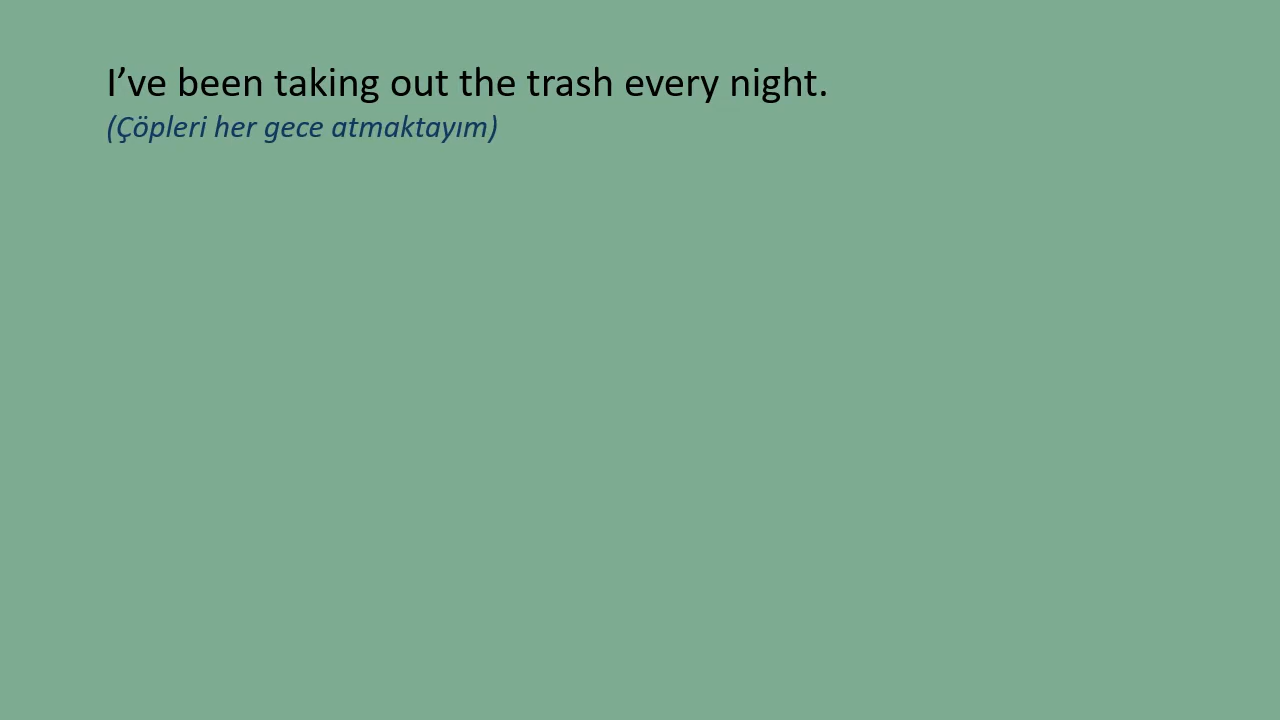 I’ve been taking out the trash every night.
(Çöpleri her gece atmaktayım)